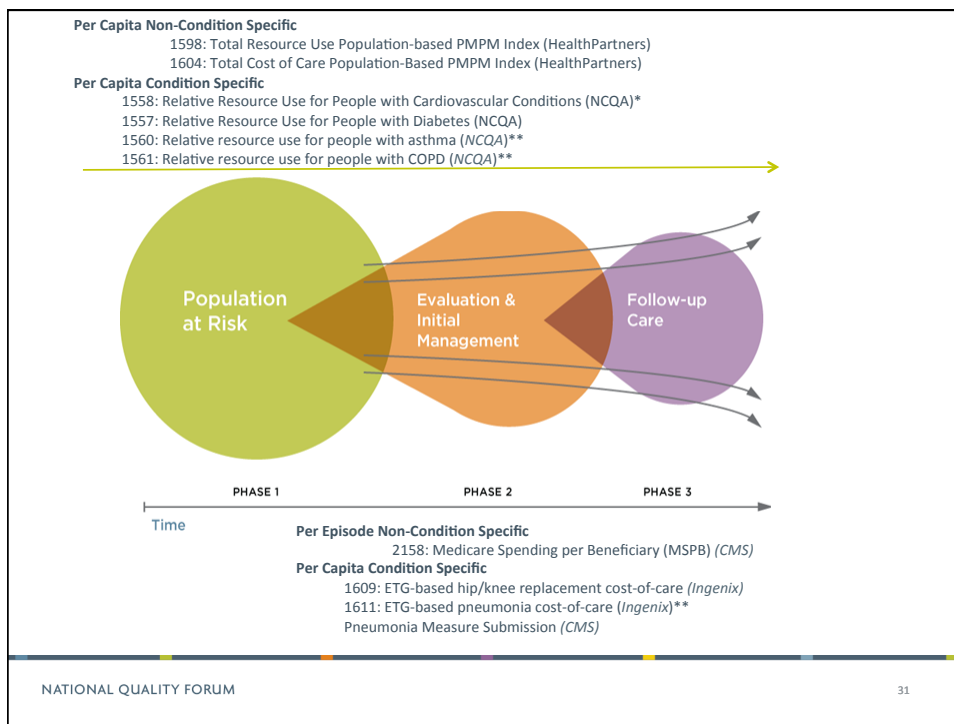 Per Capita Non-Condition Specific
1598: Total Resource Use Population-based PMPM Index (HealthPartners)
1604: Total Cost of Care Population-Based PMPM Index (HealthPartners)
Per Capita Condition Specific
1558: Relative Resource Use for People with Cardiovascular Conditions (NCQA)*
1557: Relative Resource Use for People with Diabetes (NCQA)
1560: Relative resource use for people with asthma (NCQA)**
1561: Relative resource use for people with COPD (NCQA)**
Population
at Risk
Evaluation &
Initial
Management
Follow-up
Care
PHASE 1
PHASE 2
PHASE 3
Time
Per Episode Non-Condition Specific
2158: Medicare Spending per Beneficiary (MSPB) (CMS)
Per Capita Condition Specific
1609: ETG-based hip/knee replacement cost-of-care (Ingenix)
1611: ETG-based pneumonia cost-of-care (Ingenix)**
Pneumonia Measure Submission (CMS)
NATIONAL QUALITY FORUM
31